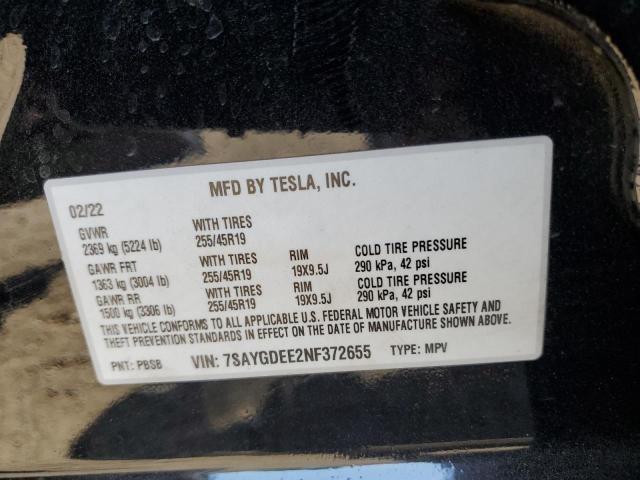 MFD BY TESLA, INC.
02/22
GVWR WITH TIRES
2369 kg (5224 lb) 255/45R19
GAWR FRT WITH TIRES RIM COLD TIRE PRESSURE
1363 kg (3004 lb) 255/45R19 19X9.5J 290 kPa, 42 psi
GAWR RR WITH TIRES RIM COLD TIRE PRESSURE
1500 kg (3306 lb) 255/45R19 19X9.5J 290 kPa, 42 psi
THIS VEHICLE CONFORMS TO ALL APPLICABLE U.S. FEDERAL MOTOR VEHICLE SAFETY AND
THEFT PREVENTION STANDARDS IN EFFECT ON THE DATE OF MANUFACTURE SHOWN ABOVE.
PNT: PBSB VIN: 7SAYGDEE2NF372655 TYPE: MPV